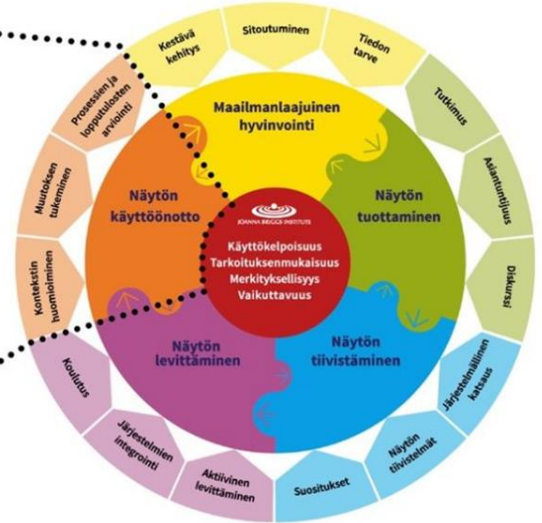 Kestävä
kehitys
Sitoutuminen
Tiedon
tarve
Tutkimus
Asiantuntijuus
Diskurssi
Järjestelmällinen
katsaus
Näytön
tiivistelmät
Suositukset
Aktiivinen
levittäminen
Järjestelmien
integrointi
Koulutus
Kontekstin
huomioiminen
Muutoksen
tukeminen
Prosessien ja
lopputulosten
arviointi
Maailmanlaajuinen
hyvinvointi
Näytön
tuottaminen
Näytön
tiivistäminen
Näytön
levittäminen
Näytön
käyttöönotto
JOANNA BRIGGS INSTITUTE
Käyttökelpoisuus
Tarkoituksenmukaisuus
Merkityksellisyys
Vaikuttavuus